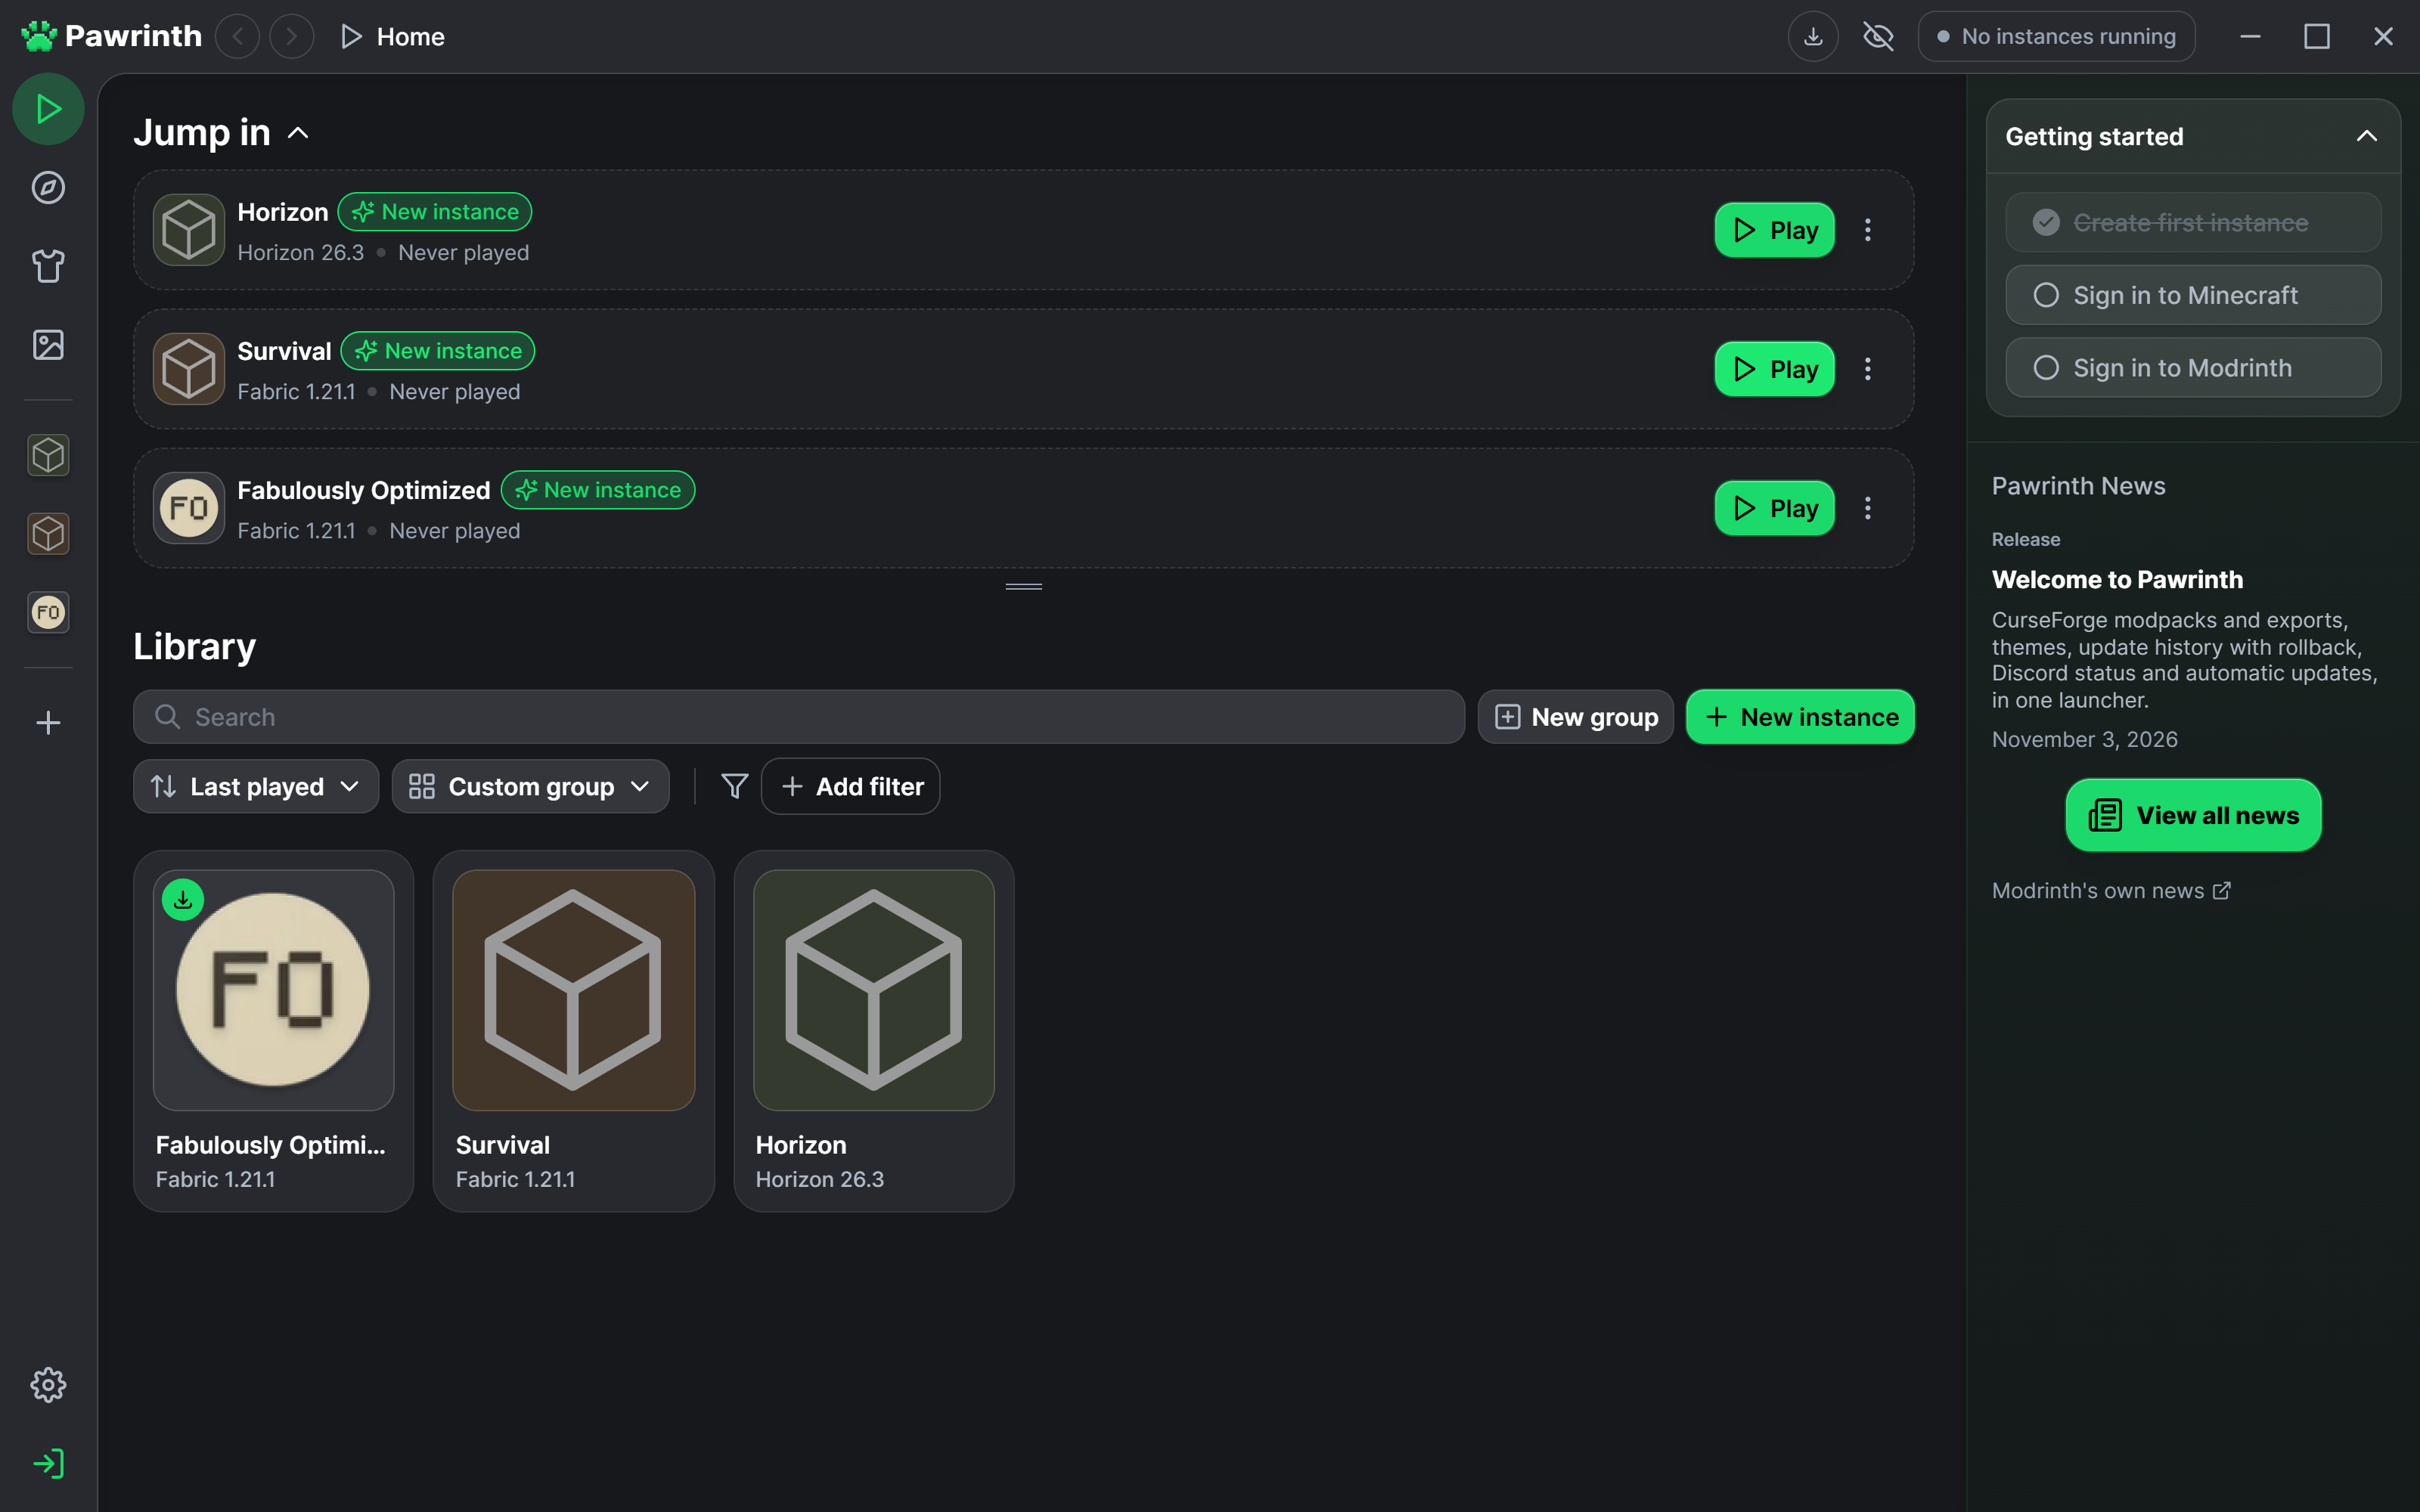 Pawrinth
Home
No instances running
Jump in
Horizon
New instance
Horizon 26.3 • Never played
Play
Survival
New instance
Fabric 1.21.1 • Never played
Play
FO
Fabulously Optimized
New instance
Fabric 1.21.1 • Never played
Play
FO
Library
Search
New group
New instance
Last played
Custom group
Add filter
FO
Fabulously Optimi...
Fabric 1.21.1
Survival
Fabric 1.21.1
Horizon
Horizon 26.3
Getting started
Create first instance
Sign in to Minecraft
Sign in to Modrinth
Pawrinth News
Release
Welcome to Pawrinth
CurseForge modpacks and exports,
themes, update history with rollback,
Discord status and automatic updates,
in one launcher.
November 3, 2026
View all news
Modrinth's own news